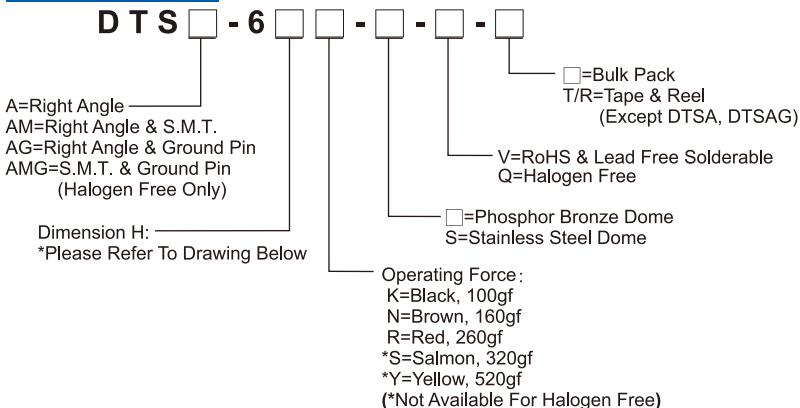 DTS□-6□□-□-□-□
□=Bulk Pack
T/R=Tape & Reel
(Except DTSA, DTSAG)
A=Right Angle
AM=Right Angle & S.M.T.
AG=Right Angle & Ground Pin
AMG=S.M.T. & Ground Pin
(Halogen Free Only)
V=RoHS & Lead Free Solderable
Q=Halogen Free
Dimension H:
*Please Refer To Drawing Below
□=Phosphor Bronze Dome
S=Stainless Steel Dome
Operating Force:
K=Black, 100gf
N=Brown, 160gf
R=Red, 260gf
*S=Salmon, 320gf
*Y=Yellow, 520gf
(*Not Available For Halogen Free)